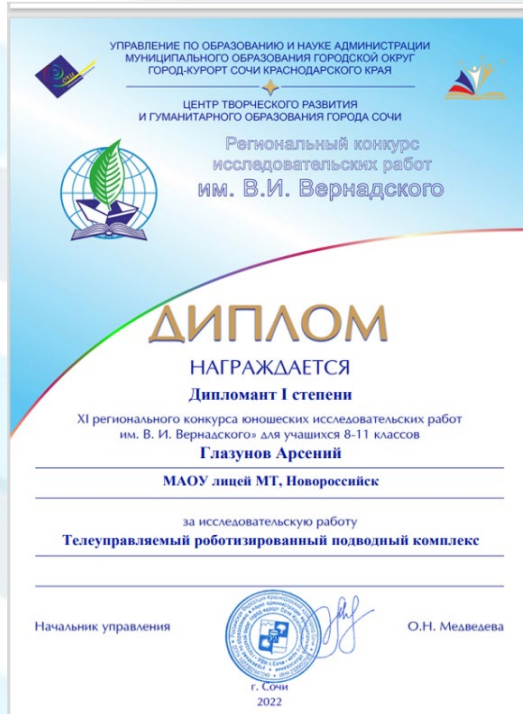 УПРАВЛЕНИЕ ПО ОБРАЗОВАНИЮ И НАУКЕ АДМИНИСТРАЦИИ
МУНИЦИПАЛЬНОГО ОБРАЗОВАНИЯ ГОРОДСКОЙ ОКРУГ
ГОРОД-КУРОРТ СОЧИ КРАСНОДАРСКОГО КРАЯ
ЦЕНТР ТВОРЧЕСКОГО РАЗВИТИЯ
И ГУМАНИТАРНОГО ОБРАЗОВАНИЯ ГОРОДА СОЧИ
Региональный конкурс
исследовательских работ
им. В.И. Вернадского
ДИПЛОМ
НАГРАЖДАЕТСЯ
Дипломант I степени
XI регионального конкурса юношеских исследовательских работ
им. В. И. Вернадского» для учащихся 8-11 классов
Глазунов Арсений
МАОУ лицей МТ, Новороссийск
за исследовательскую работу
Телеуправляемый роботизированный подводный комплекс
Начальник управления
О.Н. Медведева
г. Сочи
2022